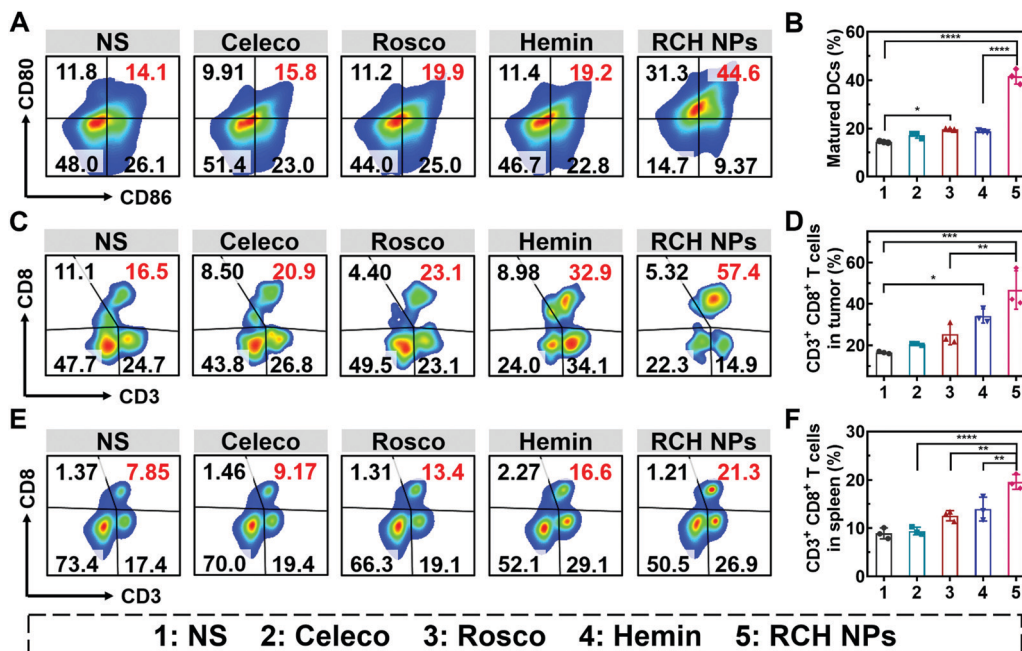 A
NS
Celeco
Rosco
Hemin
RCH NPs
CD80
11.8 14.1
9.91 15.8
11.2 19.9
11.4 19.2
31.3 44.6
48.0 26.1
51.4 23.0
44.0 25.0
46.7 22.8
14.7 9.37
CD86
B
Matured DCs (%)
60
40
20
0
****
****
*
1 2 3 4 5
C
NS
Celeco
Rosco
Hemin
RCH NPs
CD8
11.1 16.5
8.50 20.9
4.40 23.1
8.98 32.9
5.32 57.4
47.7 24.7
43.8 26.8
49.5 23.1
24.0 34.1
22.3 14.9
CD3
D
CD3+ CD8+ T cells
in tumor (%)
60
40
20
***
**
*
1 2 3 4 5
E
NS
Celeco
Rosco
Hemin
RCH NPs
CD8
1.37 7.85
1.46 9.17
1.31 13.4
2.27 16.6
1.21 21.3
73.4 17.4
70.0 19.4
66.3 19.1
52.1 29.1
50.5 26.9
CD3
F
CD3+ CD8+ T cells
in spleen (%)
30
20
10
0
****
**
**
1 2 3 4 5
1: NS 2: Celeco 3: Rosco 4: Hemin 5: RCH NPs